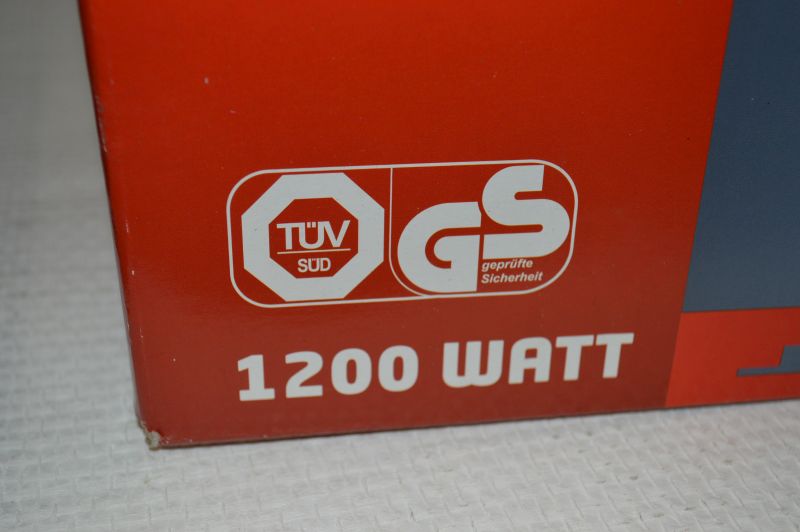 TÜV
SÜD
GS
geprüfte
Sicherheit
1200 WATT